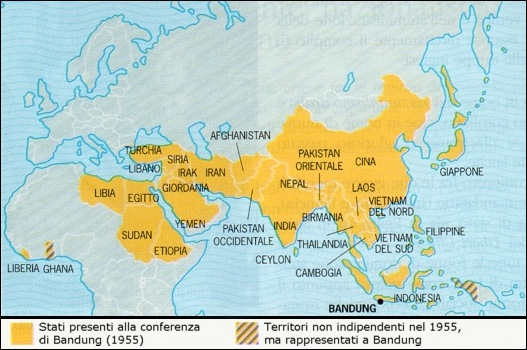 AFGHANISTAN
TURCHIA
SIRIA
LIBANO
IRAK
IRAN
GIORDANIA
LIBIA
EGITTO
YEMEN
SUDAN
ETIOPIA
LIBERIA
GHANA
PAKISTAN
OCCIDENTALE
PAKISTAN
ORIENTALE
CINA
NEPAL
INDIA
LAOS
BIRMANIA
VIETNAM
DEL NORD
GIAPPONE
CEYLON
THAILANDIA
CAMBOGIA
VIETNAM
DEL SUD
FILIPPINE
BANDUNG
INDONESIA
Stati presenti alla conferenza
di Bandung (1955)
Territori non indipendenti nel 1955,
ma rappresentati a Bandung